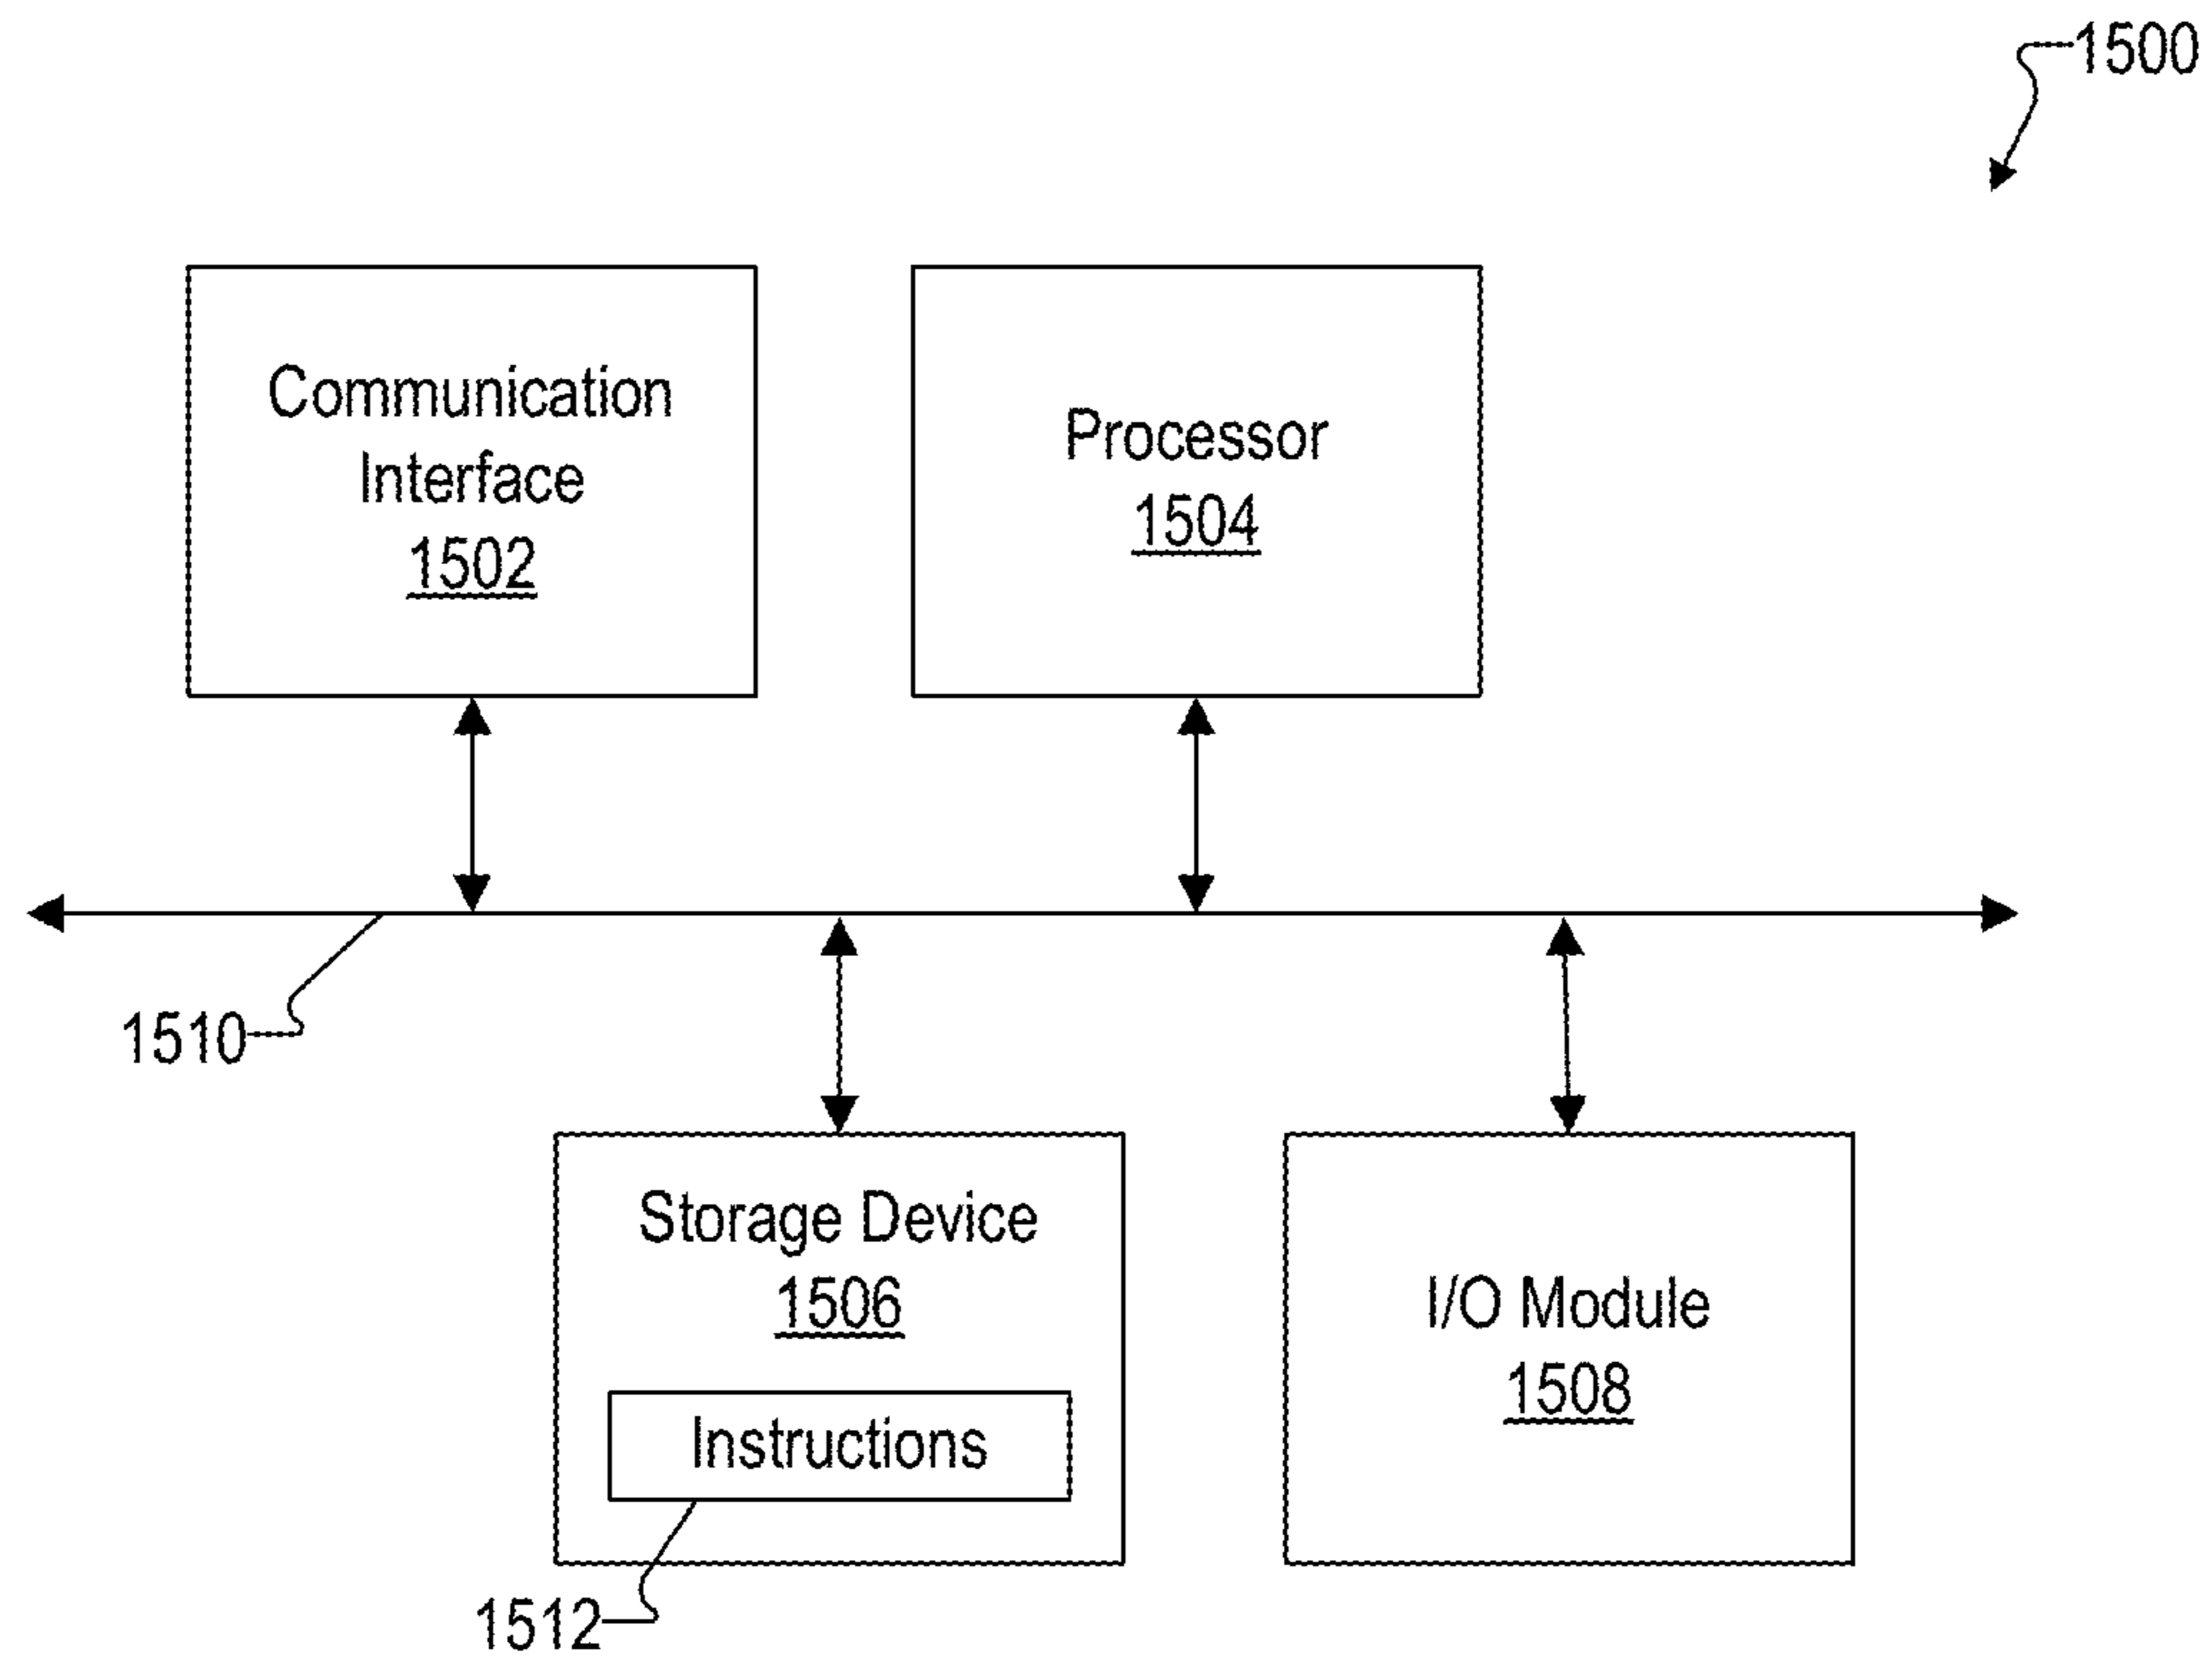 1500
Communication
Interface
1502
Processor
1504
1510
Storage Device
1506
Instructions
1512
I/O Module
1508